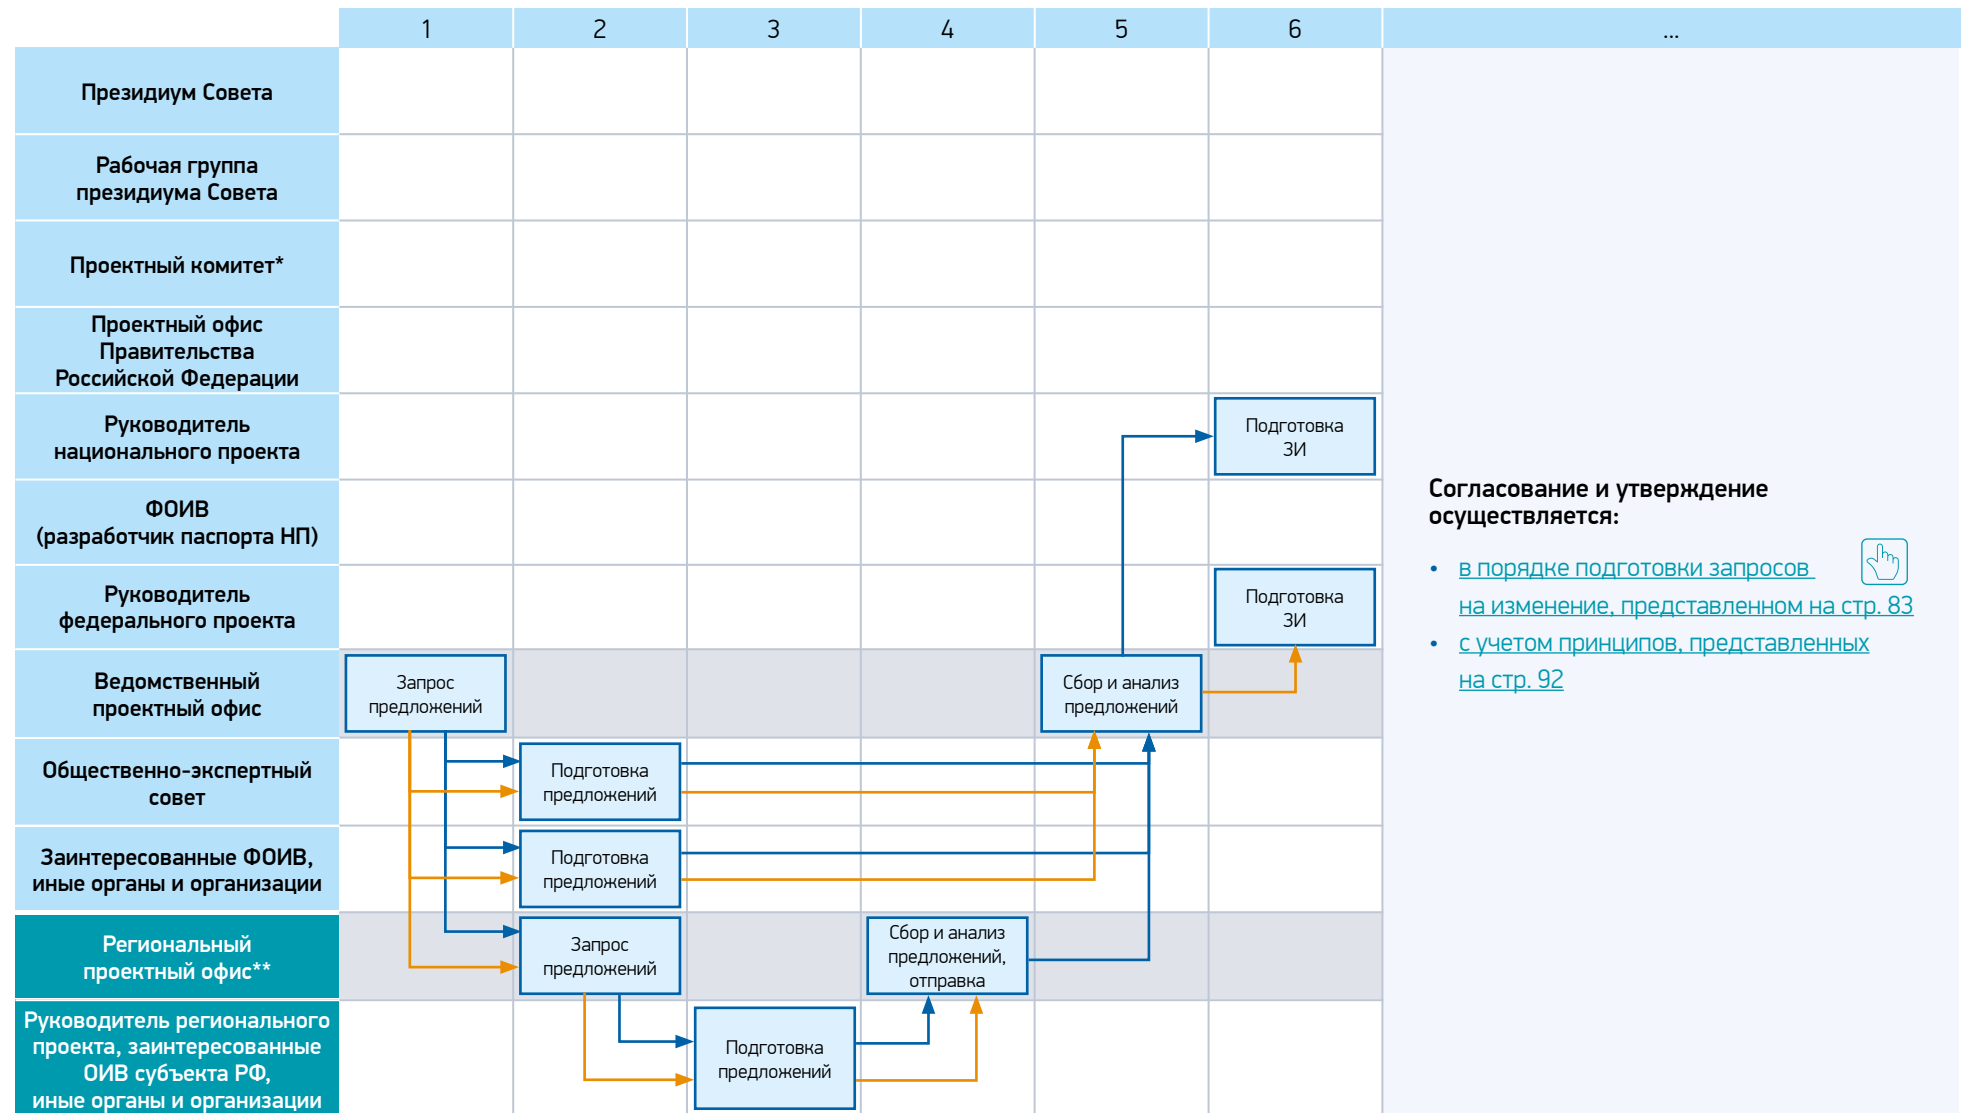 1 2 3 4 5 6 ...
Президиум Совета
Рабочая группа
президиума Совета
Проектный комитет*
Проектный офис
Правительства
Российской Федерации
Руководитель
национального проекта
Подготовка
ЗИ
ФОИВ
(разработчик паспорта НП)
Руководитель
федерального проекта
Подготовка
ЗИ
Ведомственный
проектный офис
Запрос
предложений
Сбор и анализ
предложений
Общественно-экспертный
совет
Подготовка
предложений
Заинтересованные ФОИВ,
иные органы и организации
Подготовка
предложений
Региональный
проектный офис**
Запрос
предложений
Сбор и анализ
предложений,
отправка
Руководитель регионального
проекта, заинтересованные
ОИВ субъекта РФ,
иные органы и организации
Подготовка
предложений
Согласование и утверждение
осуществляется:
• в порядке подготовки запросов
на изменение, представленном на стр. 83
• с учетом принципов, представленных
на стр. 92